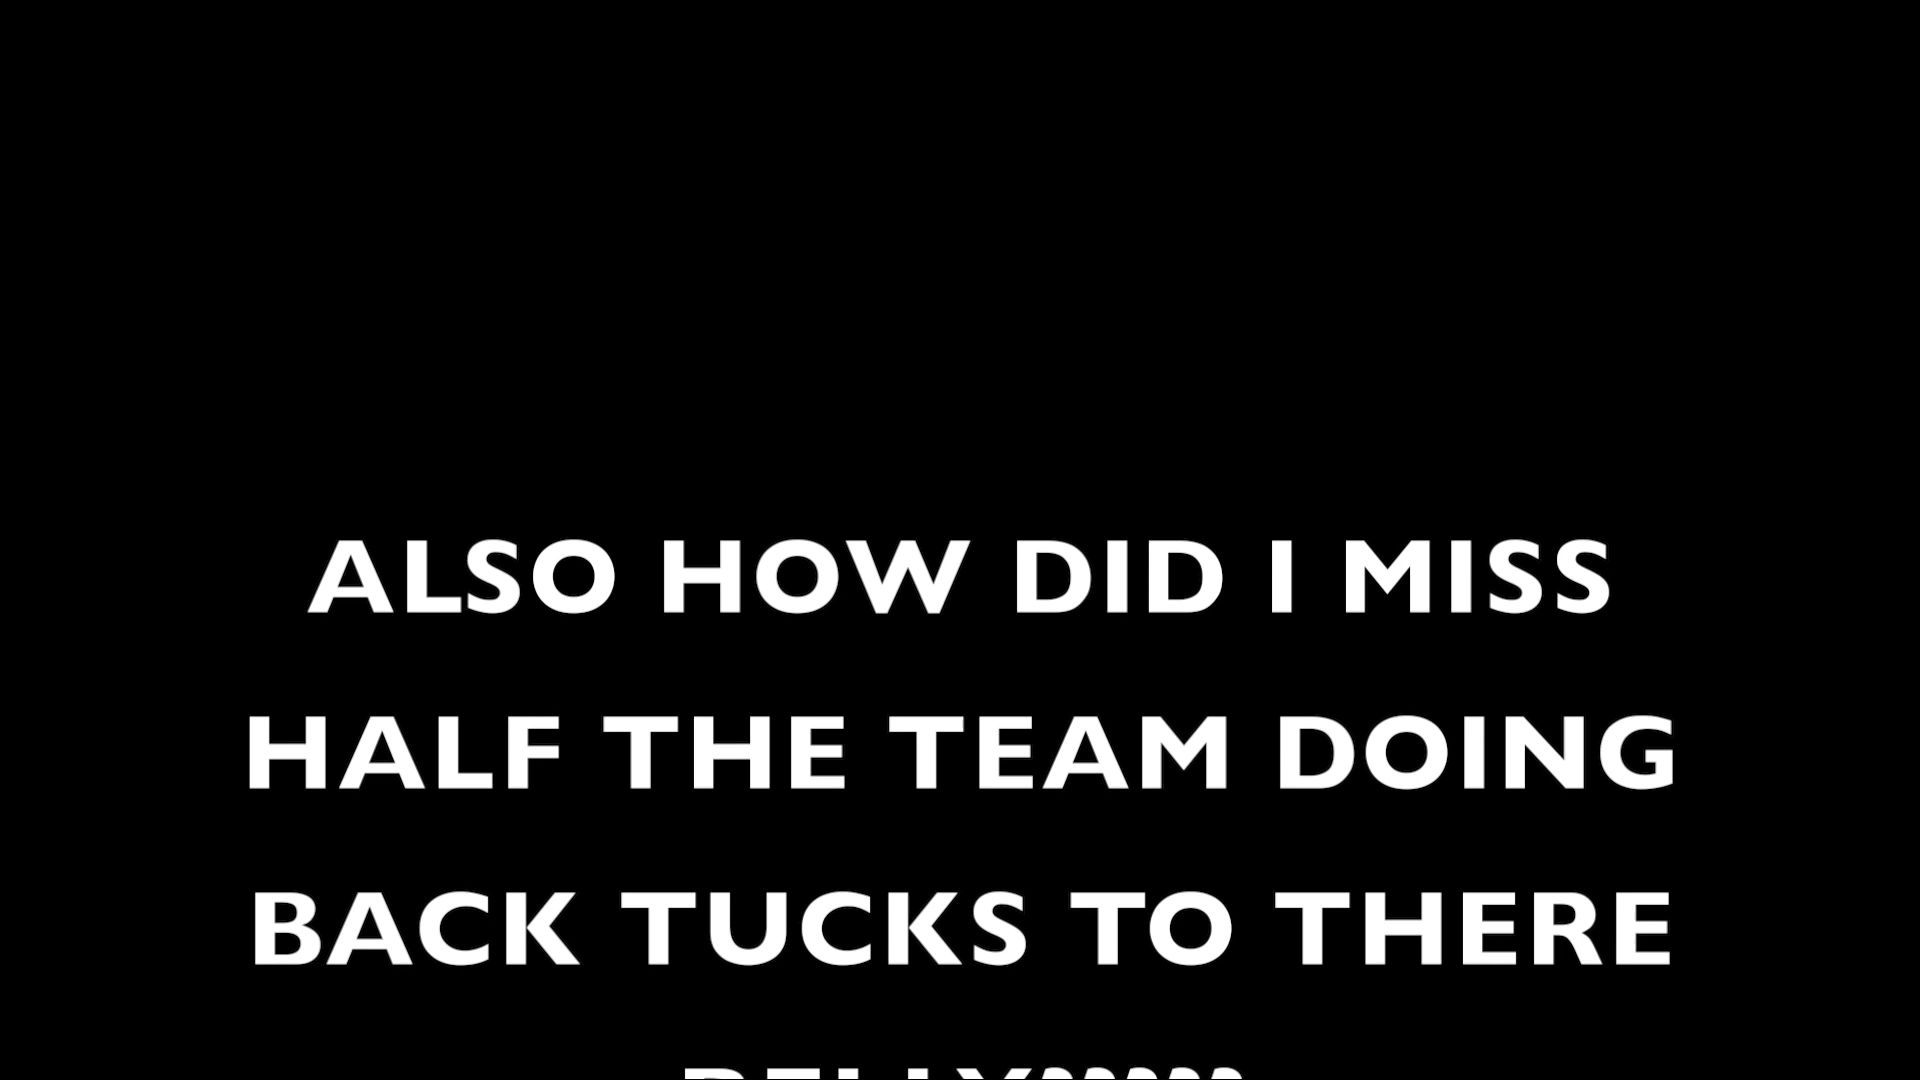 ALSO HOW DID I MISS
HALF THE TEAM DOING
BACK TUCKS TO THERE